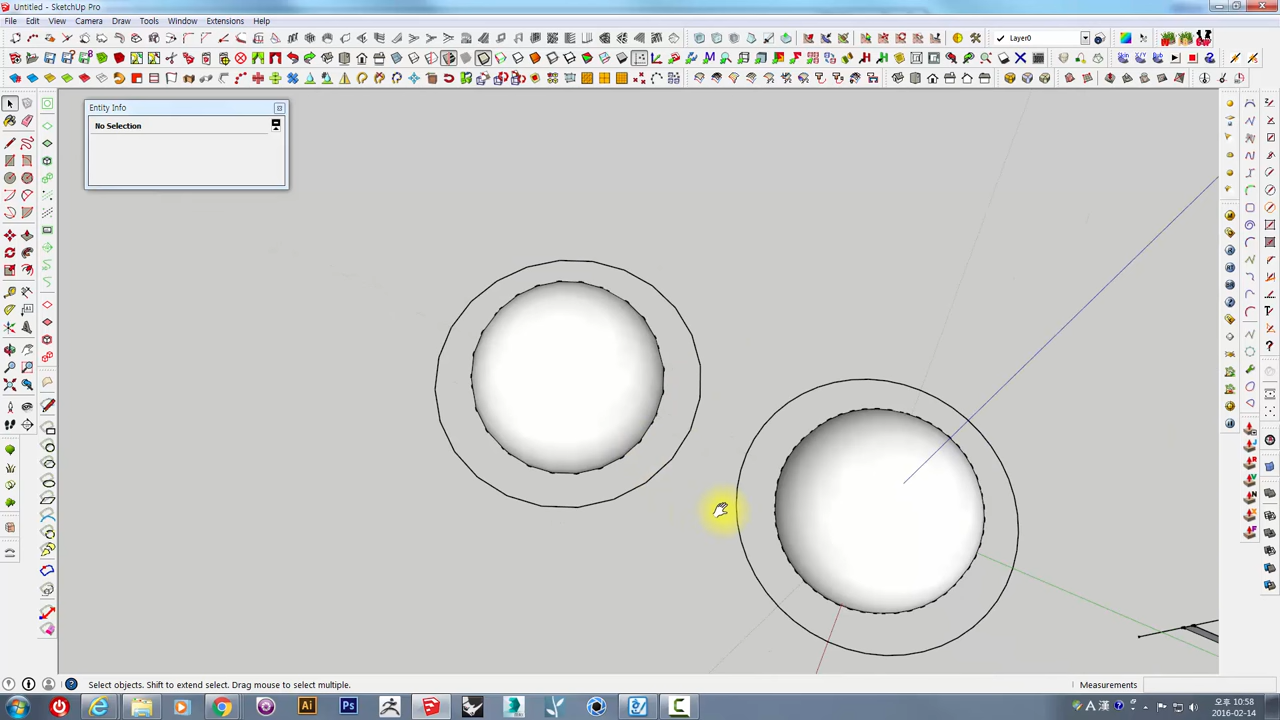 Untitled - SketchUp Pro
File Edit View Camera Draw Tools Window Extensions Help
Layer0
Entity Info
No Selection
Select objects. Shift to extend select. Drag mouse to select multiple.
Measurements
오후 10:58
2016-02-14